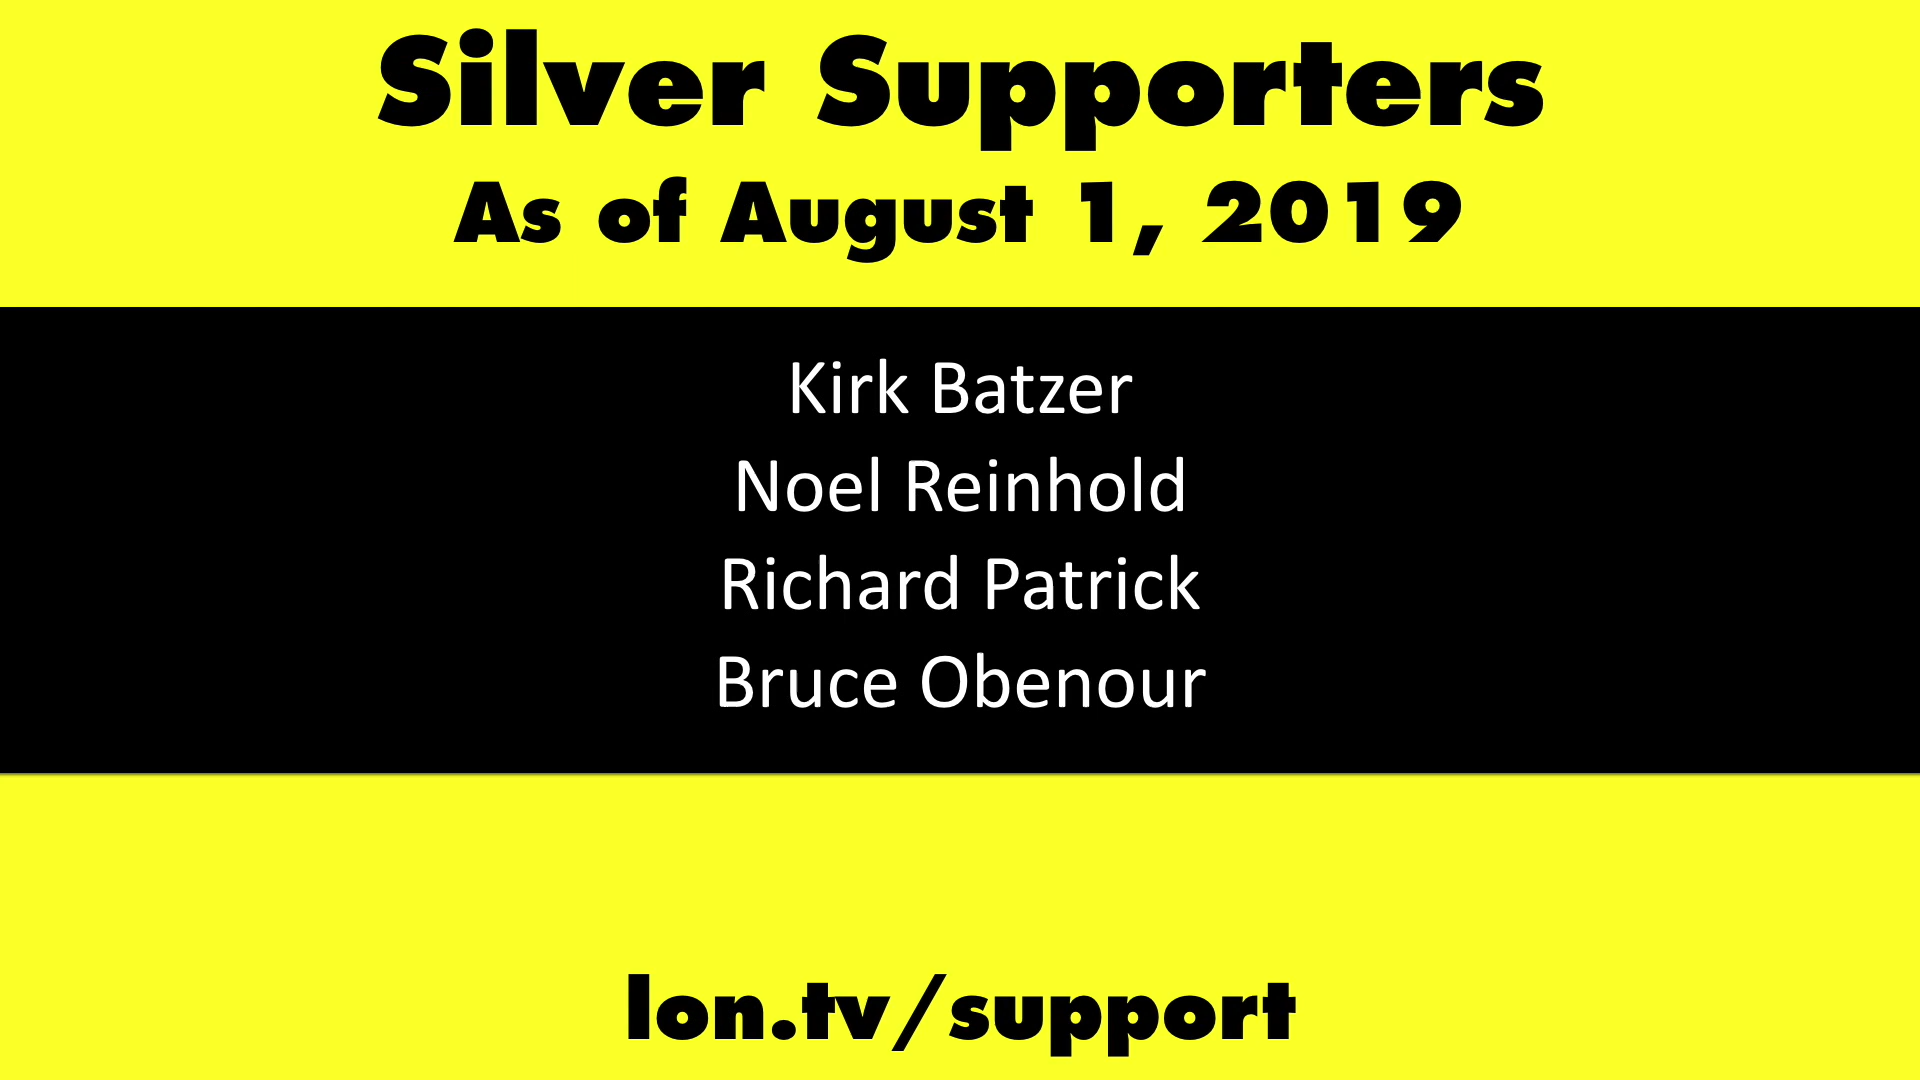 Silver Supporters
As of August 1, 2019
Kirk Batzer
Noel Reinhold
Richard Patrick
Bruce Obenour
lon.tv/support